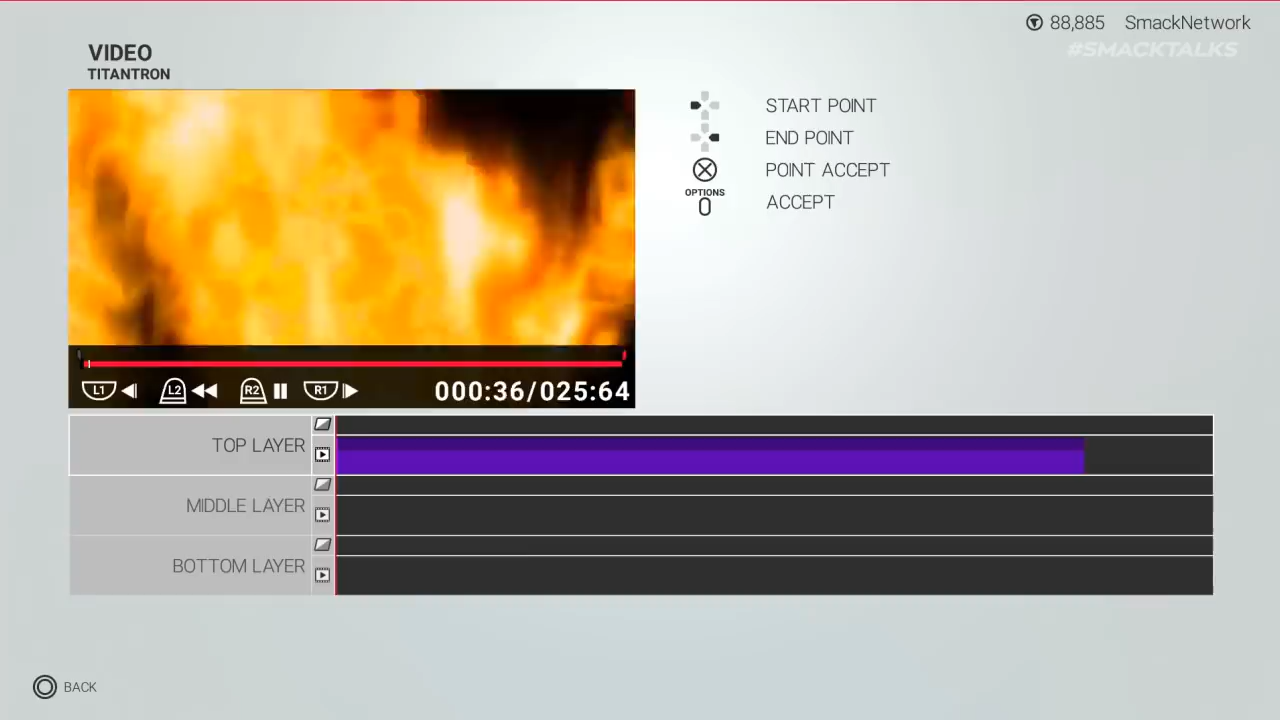 88,885 SmackNetwork
#SMACKTALKS
VIDEO
TITANTRON
START POINT
END POINT
POINT ACCEPT
OPTIONS
ACCEPT
L1 L2 R2 R1 000:36/025:64
TOP LAYER
MIDDLE LAYER
BOTTOM LAYER
BACK